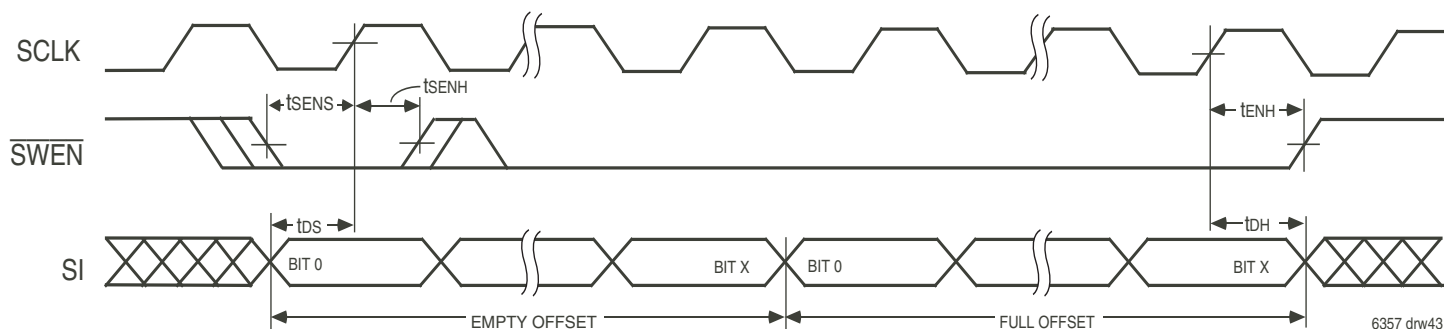 SCLK
tSENS
tSENH
tENH
SWEN
tDS
tDH
SI
BIT 0
BIT X
BIT 0
BIT X
EMPTY OFFSET
FULL OFFSET
6357 drw43